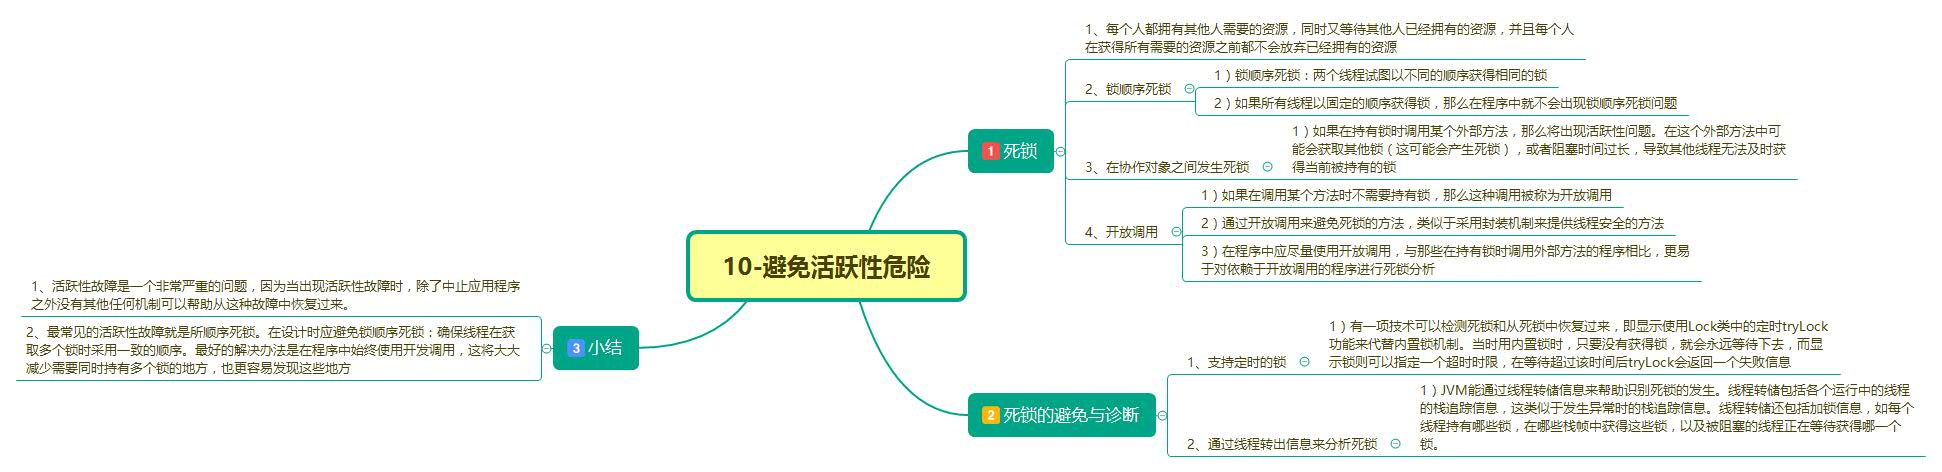 10-避免活跃性危险
1 死锁
1、每个人都拥有其他人需要的资源，同时又等待其他人已经拥有的资源，并且每个人
在获得所有需要的资源之前都不会放弃已经拥有的资源
2、锁顺序死锁
1）锁顺序死锁：两个线程试图以不同的顺序获得相同的锁
2）如果所有线程以固定的顺序获得锁，那么在程序中就不会出现锁顺序死锁问题
3、在协作对象之间发生死锁
1）如果在持有锁时调用某个外部方法，那么将出现活跃性问题。在这个外部方法中可
能会获取其他锁（这可能会产生死锁），或者阻塞时间过长，导致其他线程无法及时获
得当前被持有的锁
4、开放调用
1）如果在调用某个方法时不需要持有锁，那么这种调用被称为开放调用
2）通过开放调用来避免死锁的方法，类似于采用封装机制来提供线程安全的方法
3）在程序中应尽量使用开放调用，与那些在持有锁时调用外部方法的程序相比，更易
于对依赖于开放调用的程序进行死锁分析
2 死锁的避免与诊断
1、支持定时的锁
1）有一项技术可以检测死锁和从死锁中恢复过来，即显示使用Lock类中的定时tryLock
功能来代替内置锁机制。当时用内置锁时，只要没有获得锁，就会永远等待下去，而显
示锁则可以指定一个超时时限，在等待超过该时间后tryLock会返回一个失败信息
2、通过线程转出信息来分析死锁
1）JVM能通过线程转储信息来帮助识别死锁的发生。线程转储包括各个运行中的线程
的栈追踪信息，这类似于发生异常时的栈追踪信息。线程转储还包括加锁信息，如每个
线程持有哪些锁，在哪些栈帧中获得这些锁，以及被阻塞的线程正在等待获得哪一个
锁。
3 小结
1、活跃性故障是一个非常严重的问题，因为当出现活跃性故障时，除了中止应用程序
之外没有其他任何机制可以帮助从这种故障中恢复过来。
2、最常见的活跃性故障就是所顺序死锁。在设计时应避免锁顺序死锁：确保线程在获
取多个锁时采用一致的顺序。最好的解决办法是在程序中始终使用开发调用，这将大大
减少需要同时持有多个锁的地方，也更容易发现这些地方